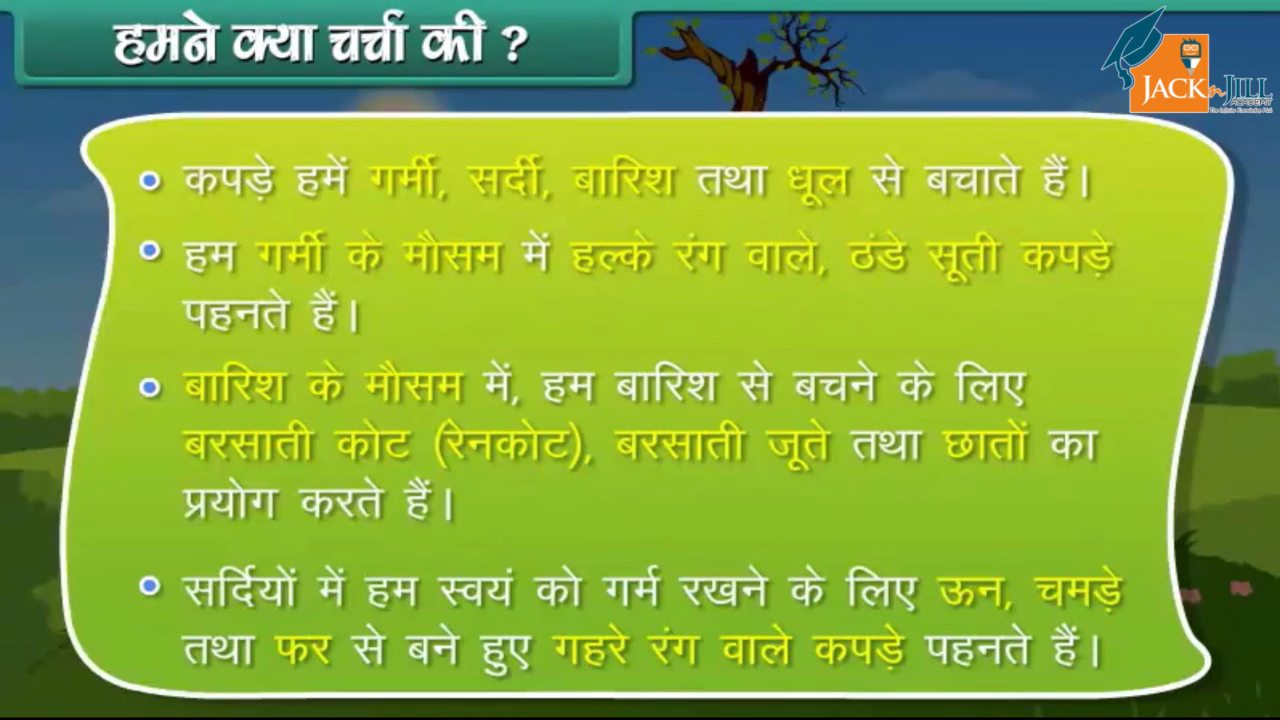 हमने क्या चर्चा की ?
JACK n JILL
ACADEMY
कपड़े हमें गर्मी, सर्दी, बारिश तथा धूल से बचाते हैं।
हम गर्मी के मौसम में हल्के रंग वाले, ठंडे सूती कपड़े
पहनते हैं।
बारिश के मौसम में, हम बारिश से बचने के लिए
बरसाती कोट (रेनकोट), बरसाती जूते तथा छातों का
प्रयोग करते हैं।
सर्दियों में हम स्वयं को गर्म रखने के लिए ऊन, चमड़े
तथा फर से बने हुए गहरे रंग वाले कपड़े पहनते हैं।